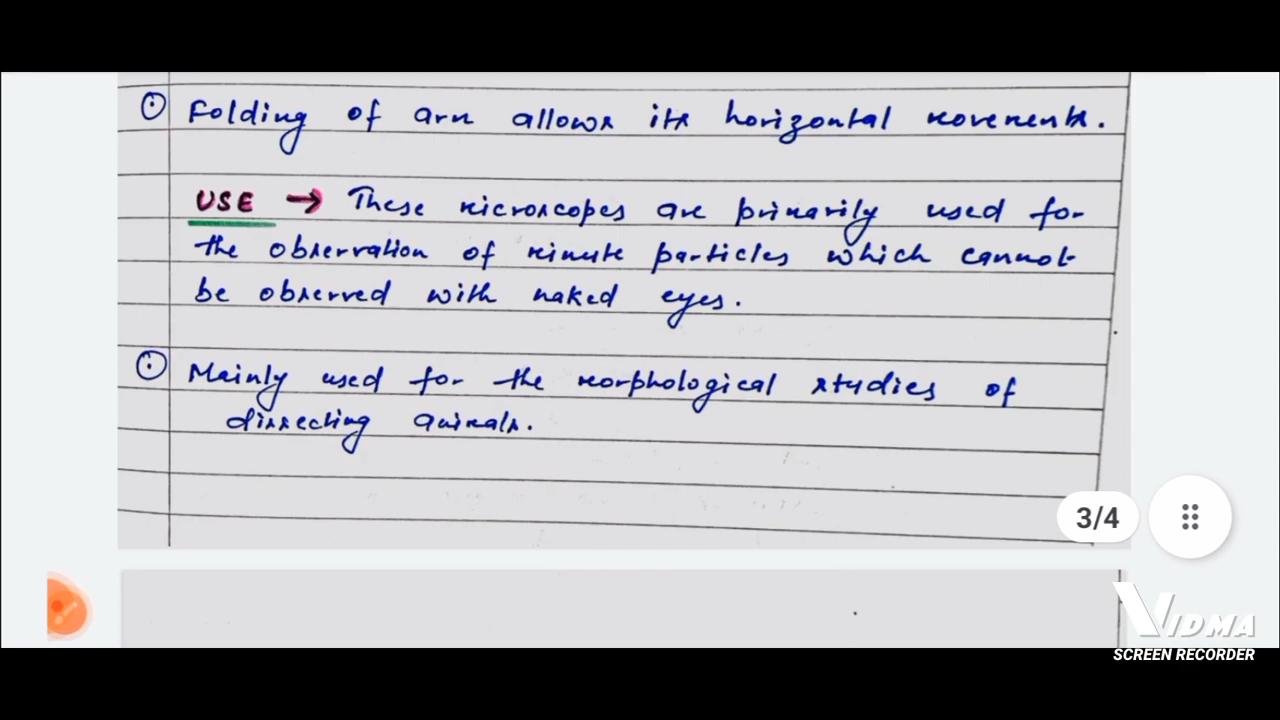 Folding of arm allows its horizontal movements.
USE → These microscopes are primarily used for
the observation of minute particles which cannot
be observed with naked eyes.
Mainly used for the morphological studies of
dissecting animals.
3/4
VIDMA
SCREEN RECORDER